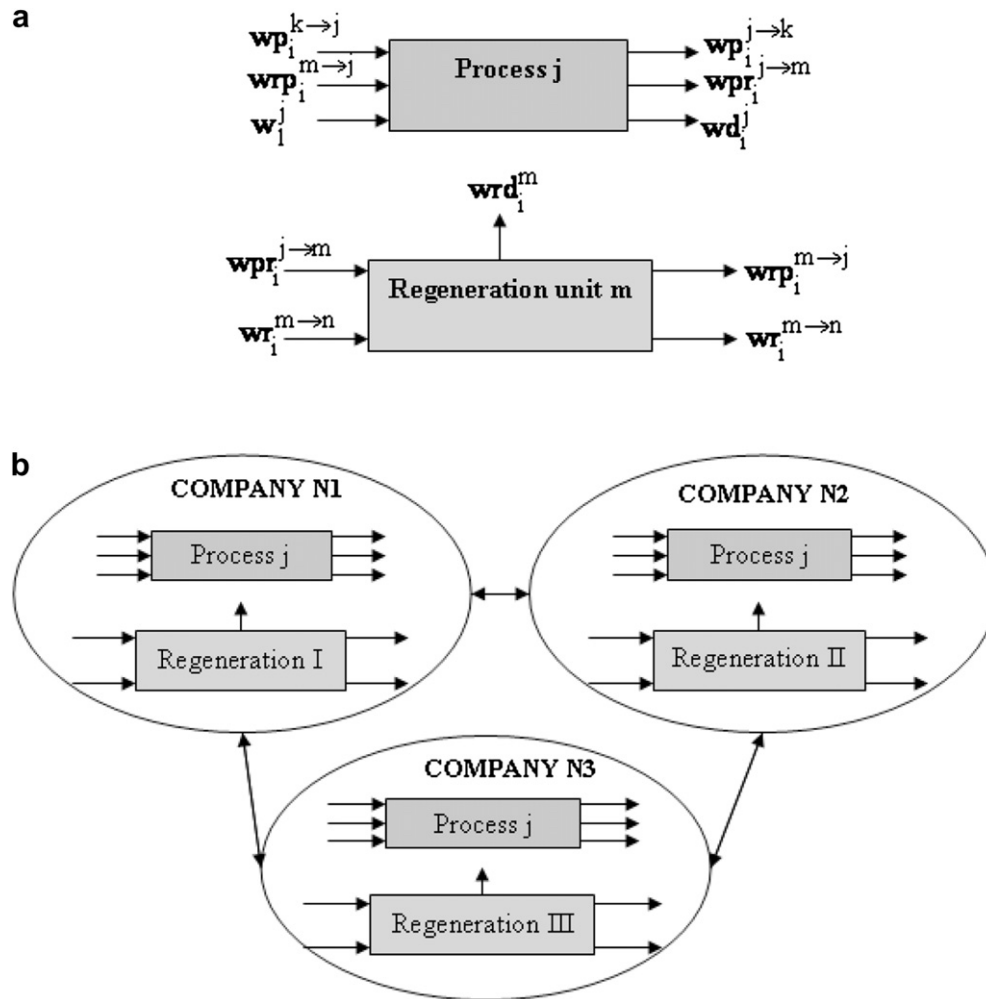 a
wp_i^{k→j}
wrp_i^{m→j}
w_1^j
Process j
wp_i^{j→k}
wpr_i^{j→m}
wd_i^j
wrd_i^m
wpr_i^{j→m}
wr_i^{m→n}
Regeneration unit m
wrp_i^{m→j}
wr_i^{m→n}
b
COMPANY N1
Process j
Regeneration I
COMPANY N2
Process j
Regeneration II
COMPANY N3
Process j
Regeneration III